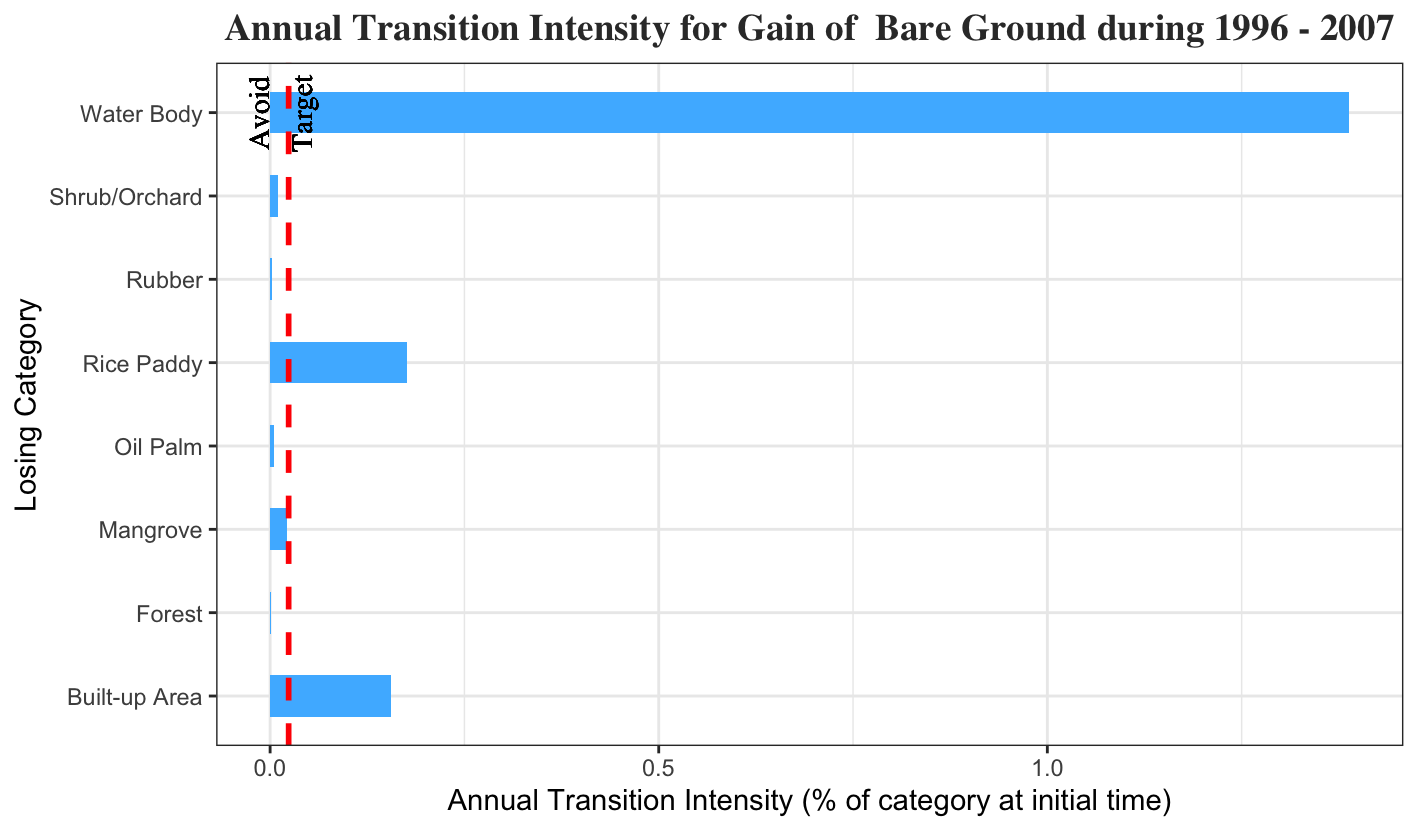 Annual Transition Intensity for Gain of  Bare Ground during 1996 - 2007
Avoid
Target
Water Body
Shrub/Orchard
Rubber
Rice Paddy
Oil Palm
Mangrove
Forest
Built-up Area
Losing Category
0.0
0.5
1.0
Annual Transition Intensity (% of category at initial time)